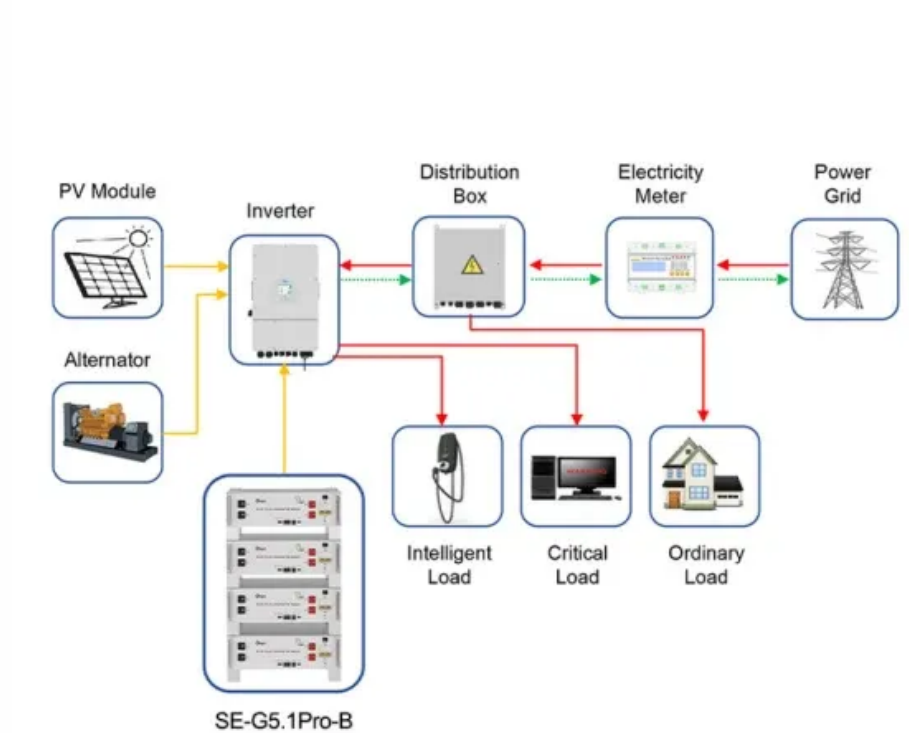 PV Module
Inverter
Distribution
Box
Electricity
Meter
Power
Grid
Alternator
Intelligent
Load
Critical
Load
Ordinary
Load
SE-G5.1Pro-B